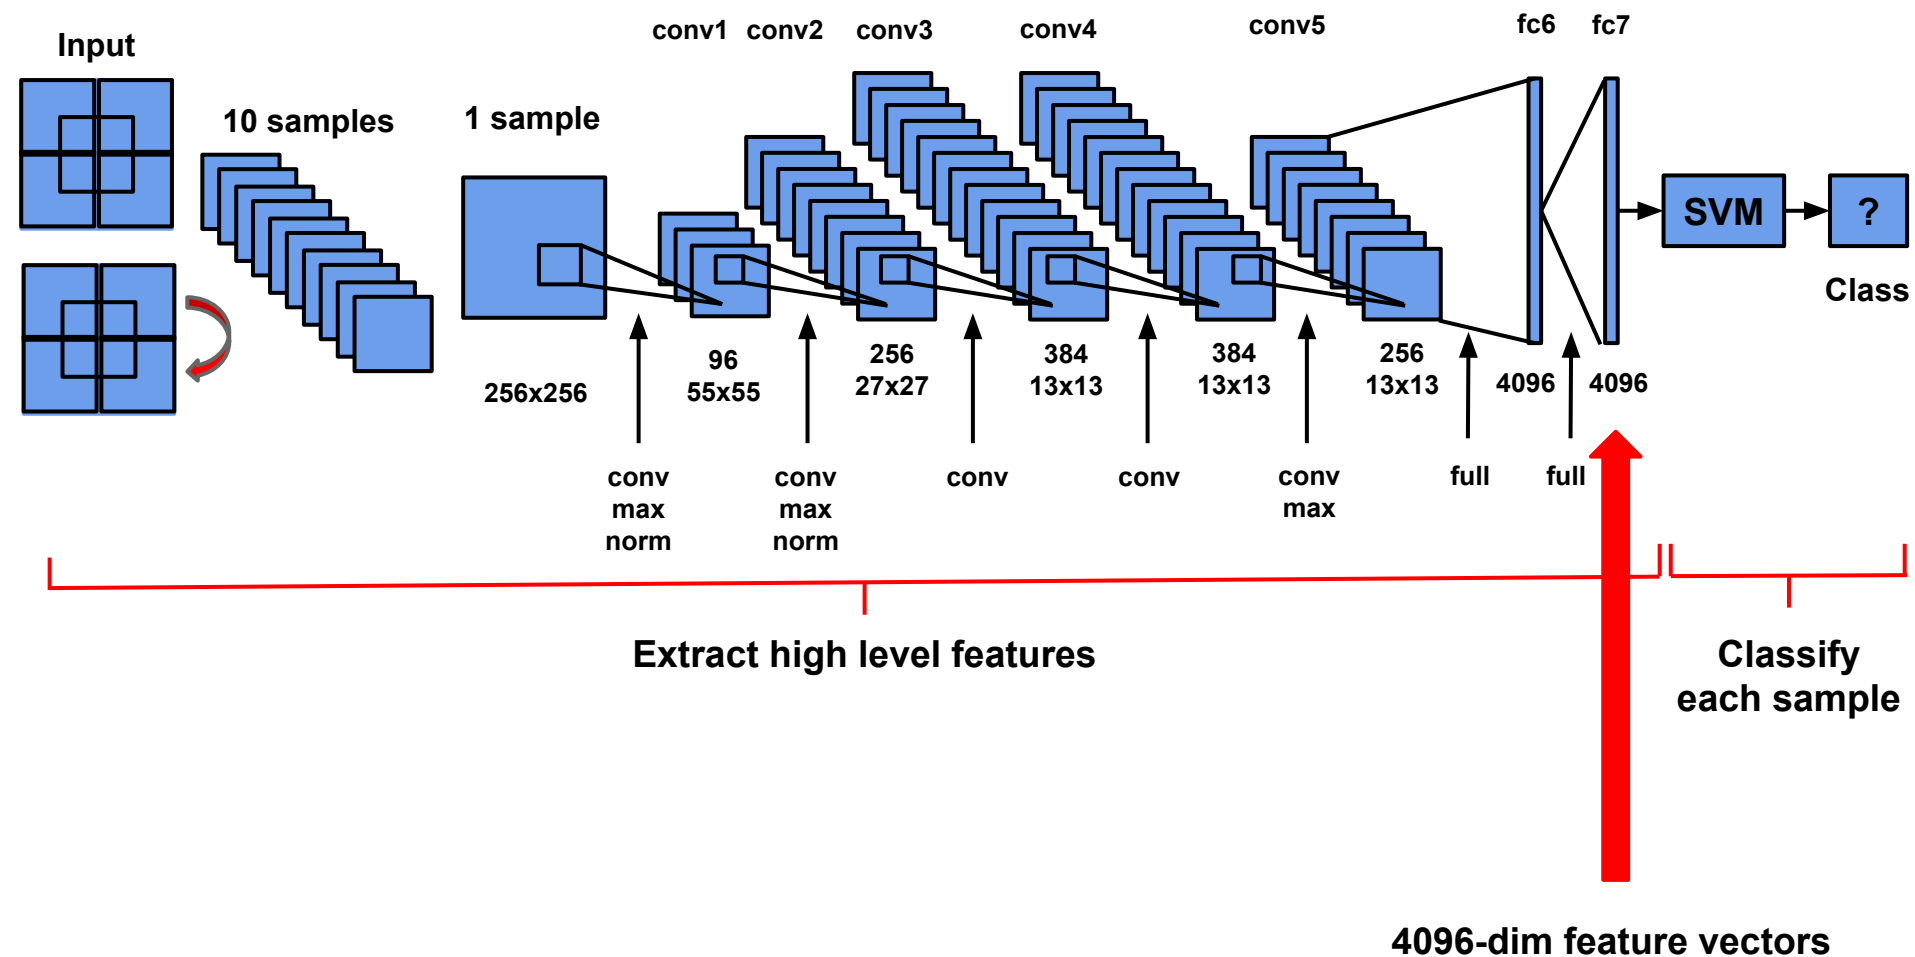 Input
10 samples
1 sample
conv1
conv2
conv3
conv4
conv5
fc6
fc7
SVM
?
Class
256x256
96
55x55
256
27x27
384
13x13
384
13x13
256
13x13
4096
4096
conv
max
norm
conv
max
norm
conv
conv
conv
max
full
full
Extract high level features
Classify
each sample
4096-dim feature vectors